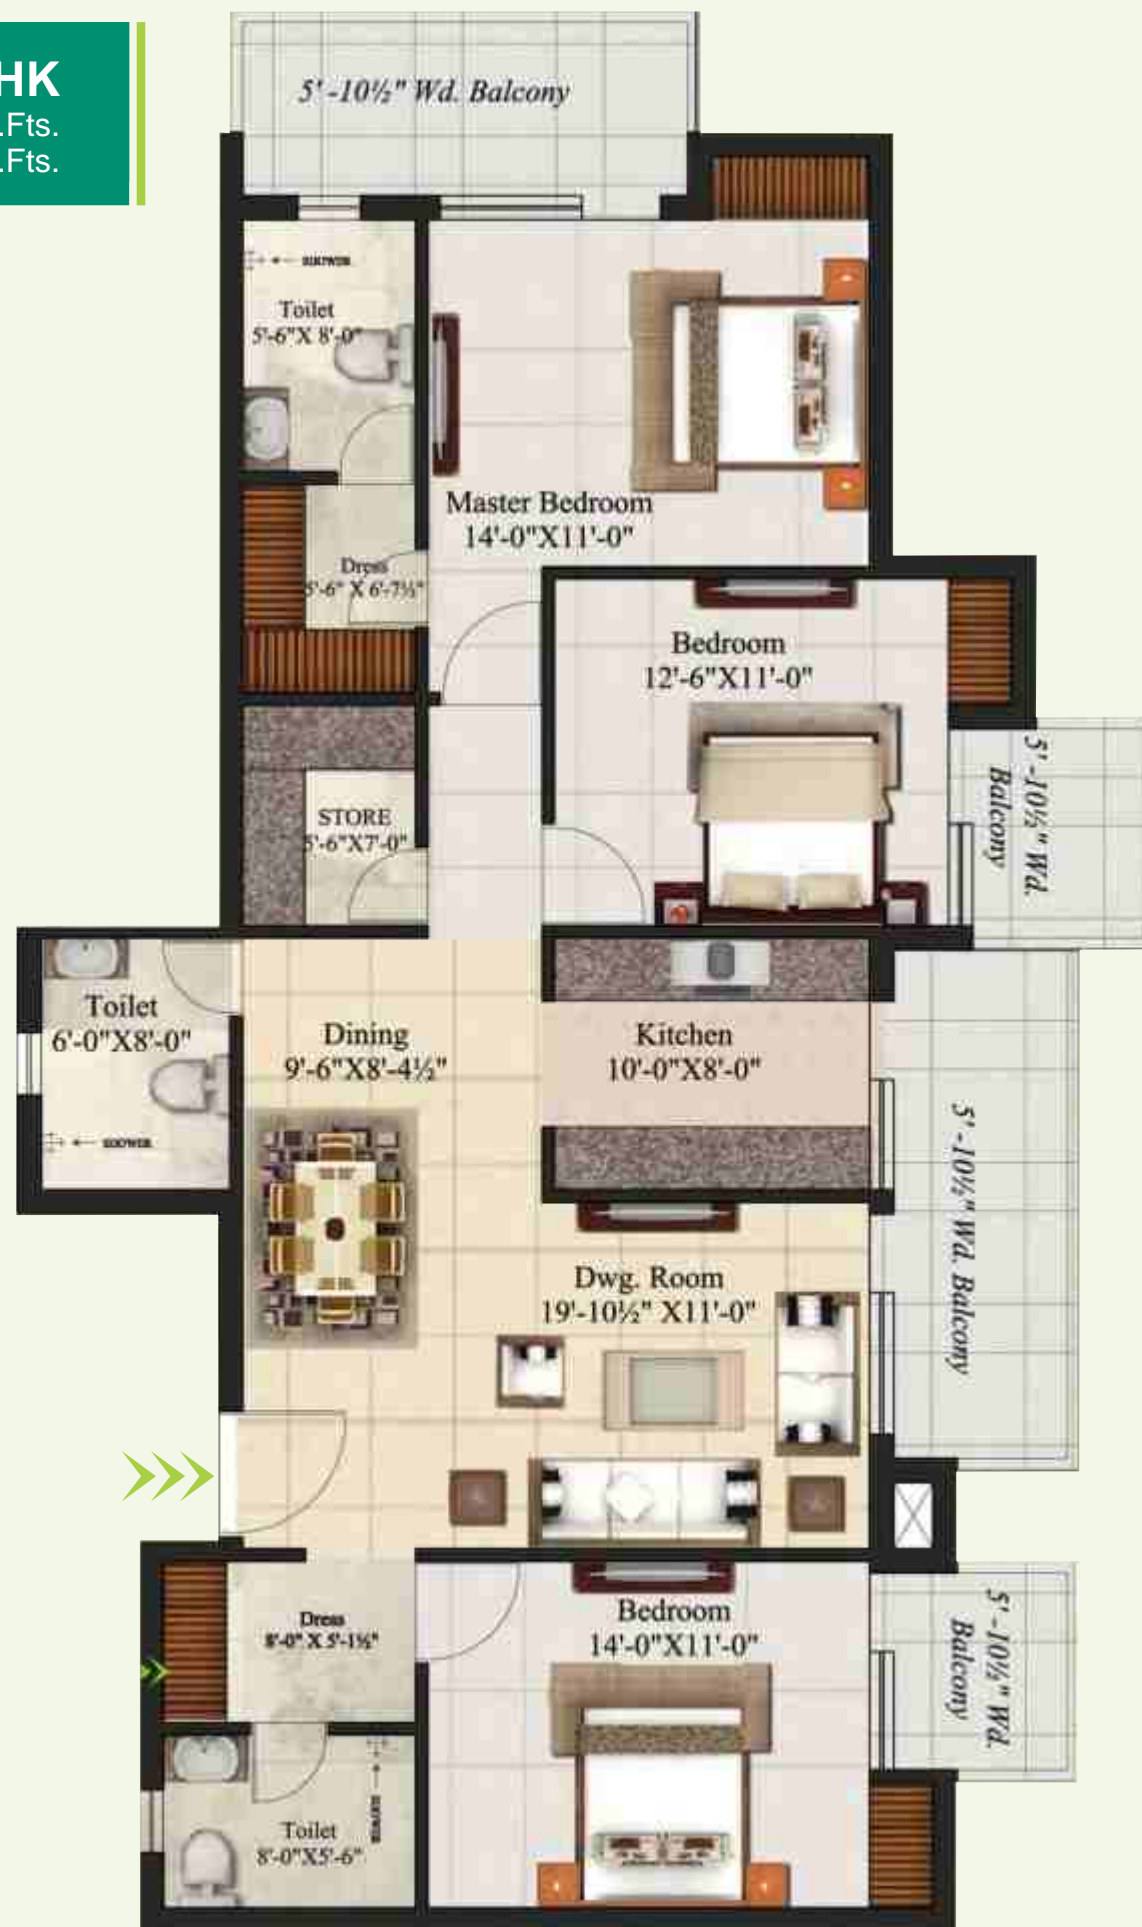 HK
.Fts.
.Fts.
5'-10½" Wd. Balcony
SHOWER
Toilet
5'-6"X 8'-0"
Master Bedroom
14'-0"X11'-0"
Dress
5'-6" X 6'-7½"
Bedroom
12'-6"X11'-0"
5'-10½" Wd.
Balcony
STORE
5'-6"X7'-0"
Toilet
6'-0"X8'-0"
SHOWER
Dining
9'-6"X8'-4½"
Kitchen
10'-0"X8'-0"
5'-10½" Wd. Balcony
Dwg. Room
19'-10½" X11'-0"
Dress
8'-0" X 5'-1½"
Bedroom
14'-0"X11'-0"
5'-10½" Wd.
Balcony
SHOWER
Toilet
8'-0"X5'-6"